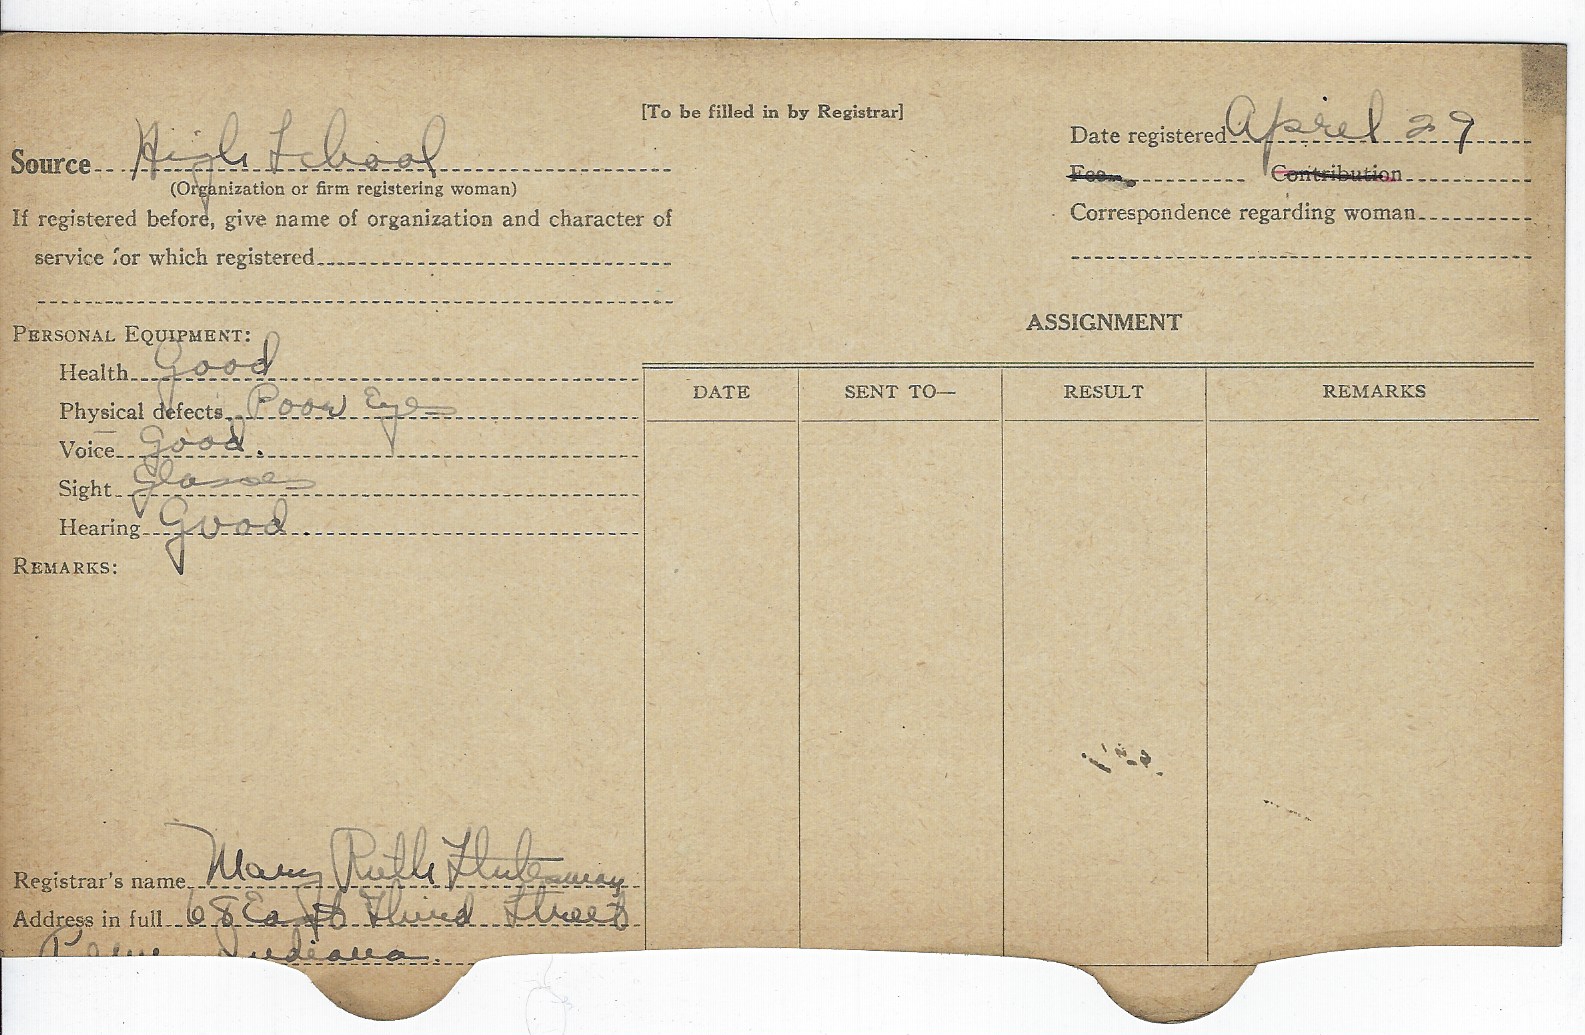 [To be filled in by Registrar]
Source High School
(Organization or firm registering woman)
If registered before, give name of organization and character of
service for which registered
Date registered April 29
Fee Contribution
Correspondence regarding woman
PERSONAL EQUIPMENT:
Health Good
Physical defects Poor Eyes
Voice Good.
Sight Glasses
Hearing Good.
REMARKS:
ASSIGNMENT
DATE SENT TO— RESULT REMARKS
Registrar's name Mary Ruth
Address in full 68 East Third Street
Peru Indiana.